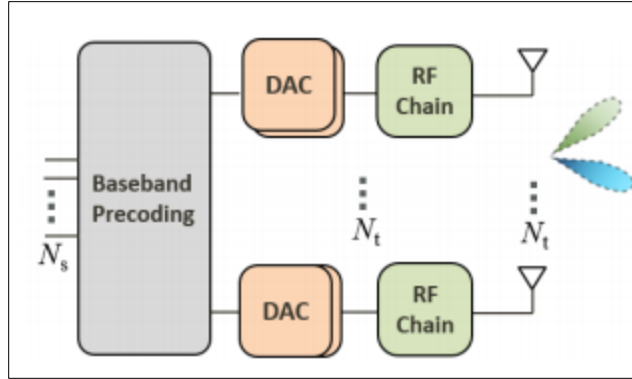 DAC
RF
Chain
Baseband
Precoding
N_s
N_t
N_t
DAC
RF
Chain